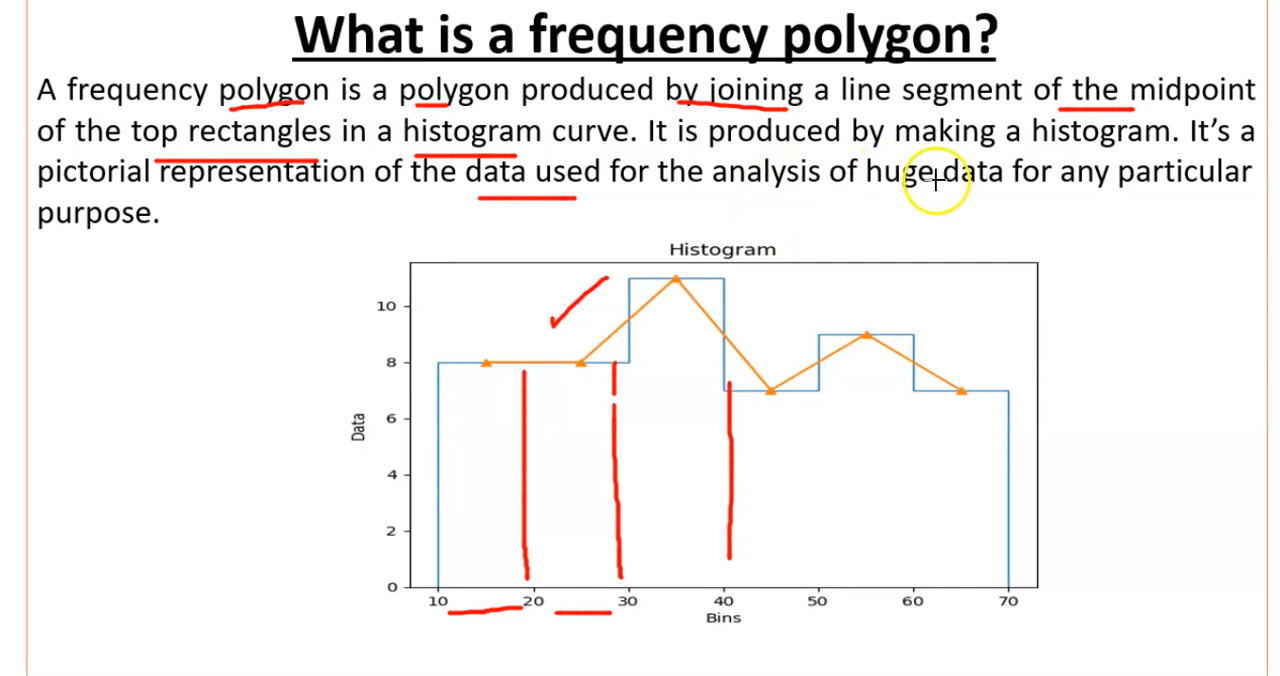 What is a frequency polygon?
A frequency polygon is a polygon produced by joining a line segment of the midpoint
of the top rectangles in a histogram curve. It is produced by making a histogram. It’s a
pictorial representation of the data used for the analysis of huge data for any particular
purpose.
Histogram
10
8
6
4
2
0
Data
10 20 30 40 50 60 70
Bins